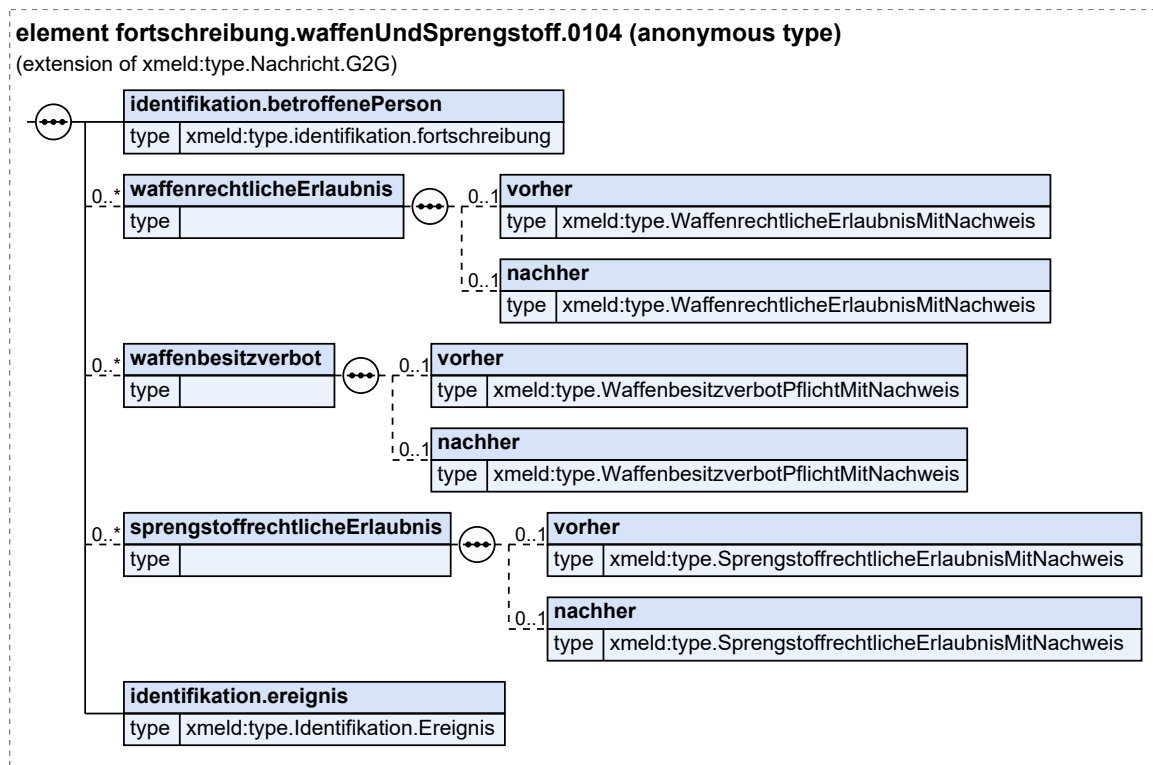 element fortschreibung.waffenUndSprengstoff.0104 (anonymous type)
(extension of xmeld:type.Nachricht.G2G)
identifikation.betroffenePerson
type xmeld:type.identifikation.fortschreibung
0..* waffenrechtlicheErlaubnis
type
0..1 vorher
type xmeld:type.WaffenrechtlicheErlaubnisMitNachweis
0..1 nachher
type xmeld:type.WaffenrechtlicheErlaubnisMitNachweis
0..* waffenbesitzverbot
type
0..1 vorher
type xmeld:type.WaffenbesitzverbotPflichtMitNachweis
0..1 nachher
type xmeld:type.WaffenbesitzverbotPflichtMitNachweis
0..* sprengstoffrechtlicheErlaubnis
type
0..1 vorher
type xmeld:type.SprengstoffrechtlicheErlaubnisMitNachweis
0..1 nachher
type xmeld:type.SprengstoffrechtlicheErlaubnisMitNachweis
identifikation.ereignis
type xmeld:type.Identifikation.Ereignis